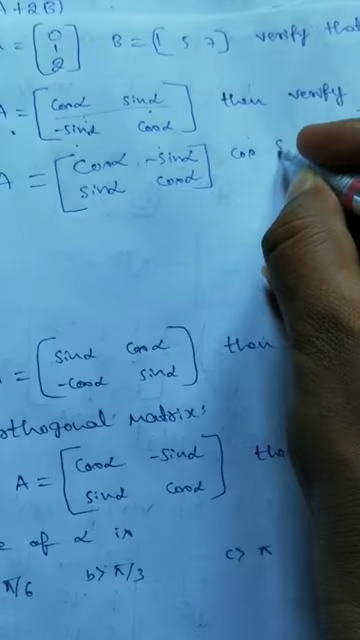 A + 2B)
= [0 1 2] B = [1 5 7] verify that
A = [cosα sinα
-sinα cosα] then verify
A = [cosα -sinα
sinα cosα] cos
= [sinα cosα
-cosα sinα] then
orthogonal matrix:
A = [cosα -sinα
sinα cosα]
of α is
π/6 b> π/3 c> π